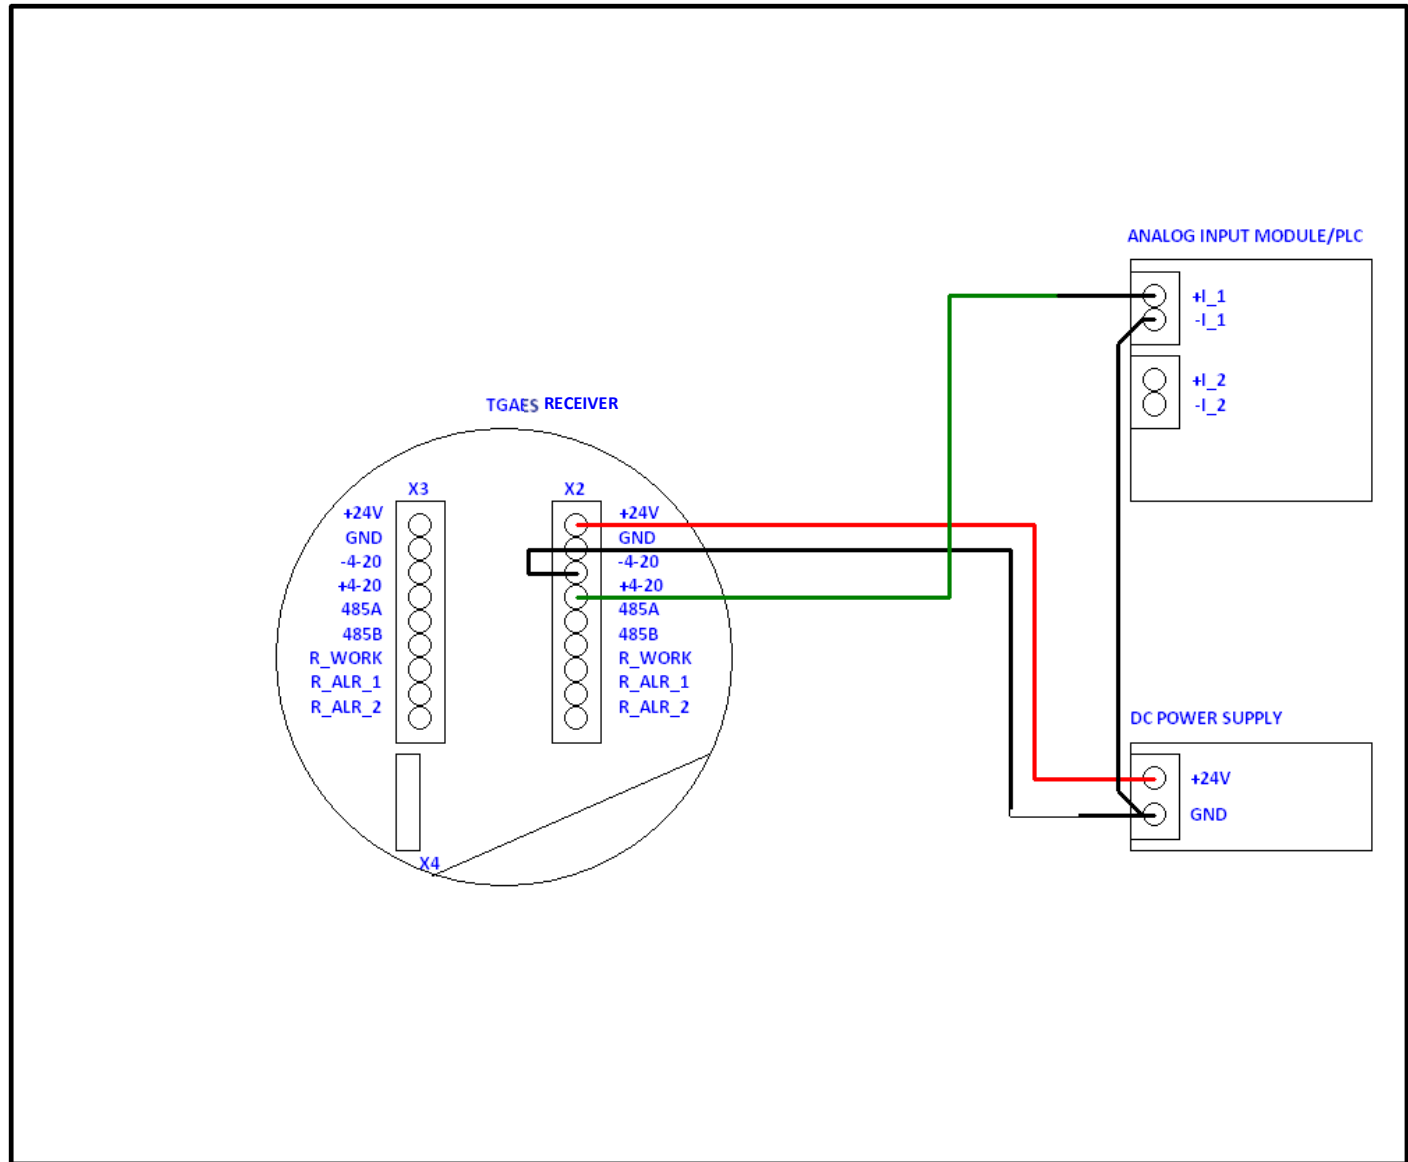 ANALOG INPUT MODULE/PLC
+I_1
-I_1
+I_2
-I_2
TGAES RECEIVER
X3
+24V
GND
-4-20
+4-20
485A
485B
R_WORK
R_ALR_1
R_ALR_2
X2
+24V
GND
-4-20
+4-20
485A
485B
R_WORK
R_ALR_1
R_ALR_2
X4
DC POWER SUPPLY
+24V
GND